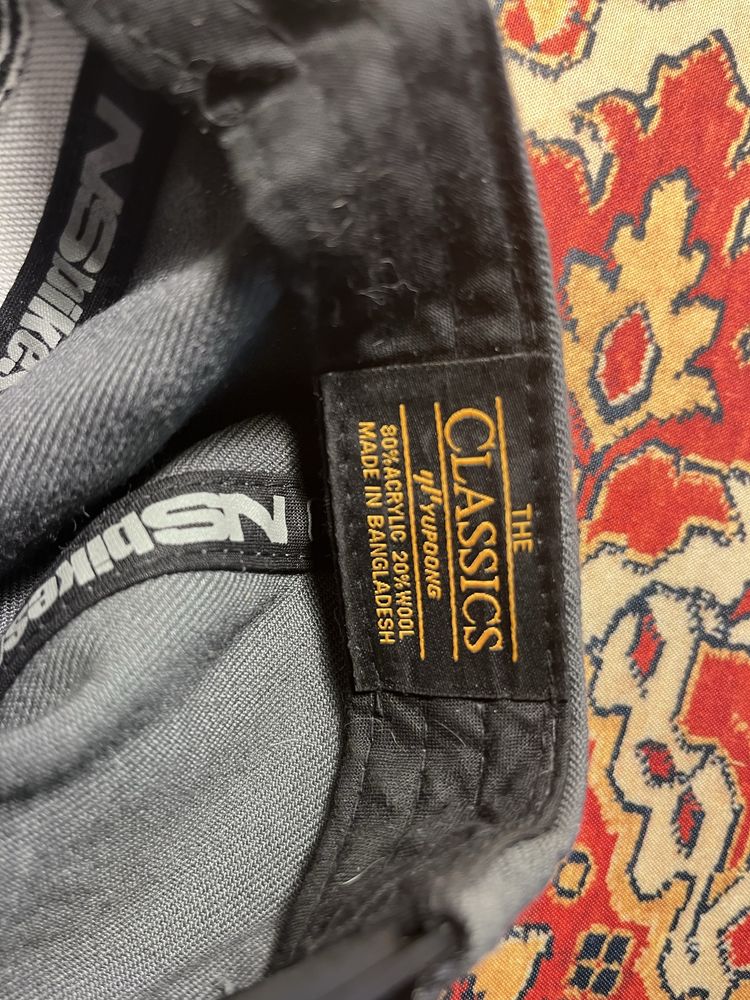 THE
CLASSICS
YUPOONG
80% ACRYLIC 20% WOOL
MADE IN BANGLADESH
NSbikes
NSbikes